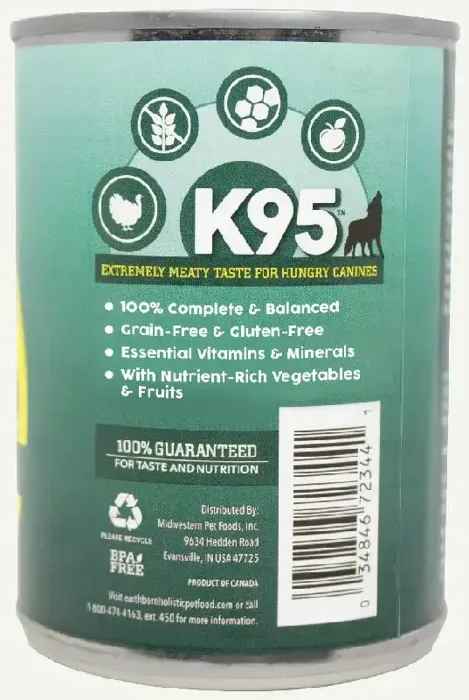 K95™
EXTREMELY MEATY TASTE FOR HUNGRY CANINES
• 100% Complete & Balanced
• Grain-Free & Gluten-Free
• Essential Vitamins & Minerals
• With Nutrient-Rich Vegetables
& Fruits
100% GUARANTEED
FOR TASTE AND NUTRITION
PLEASE RECYCLE
BPA
FREE
Distributed By:
Midwestern Pet Foods, Inc.
9634 Hedden Road
Evansville, IN USA 47725
PRODUCT OF CANADA
Visit earthbornholisticpetfood.com or call
1-800-474-4163, ext. 450 for more information.
0 34846 72344 1